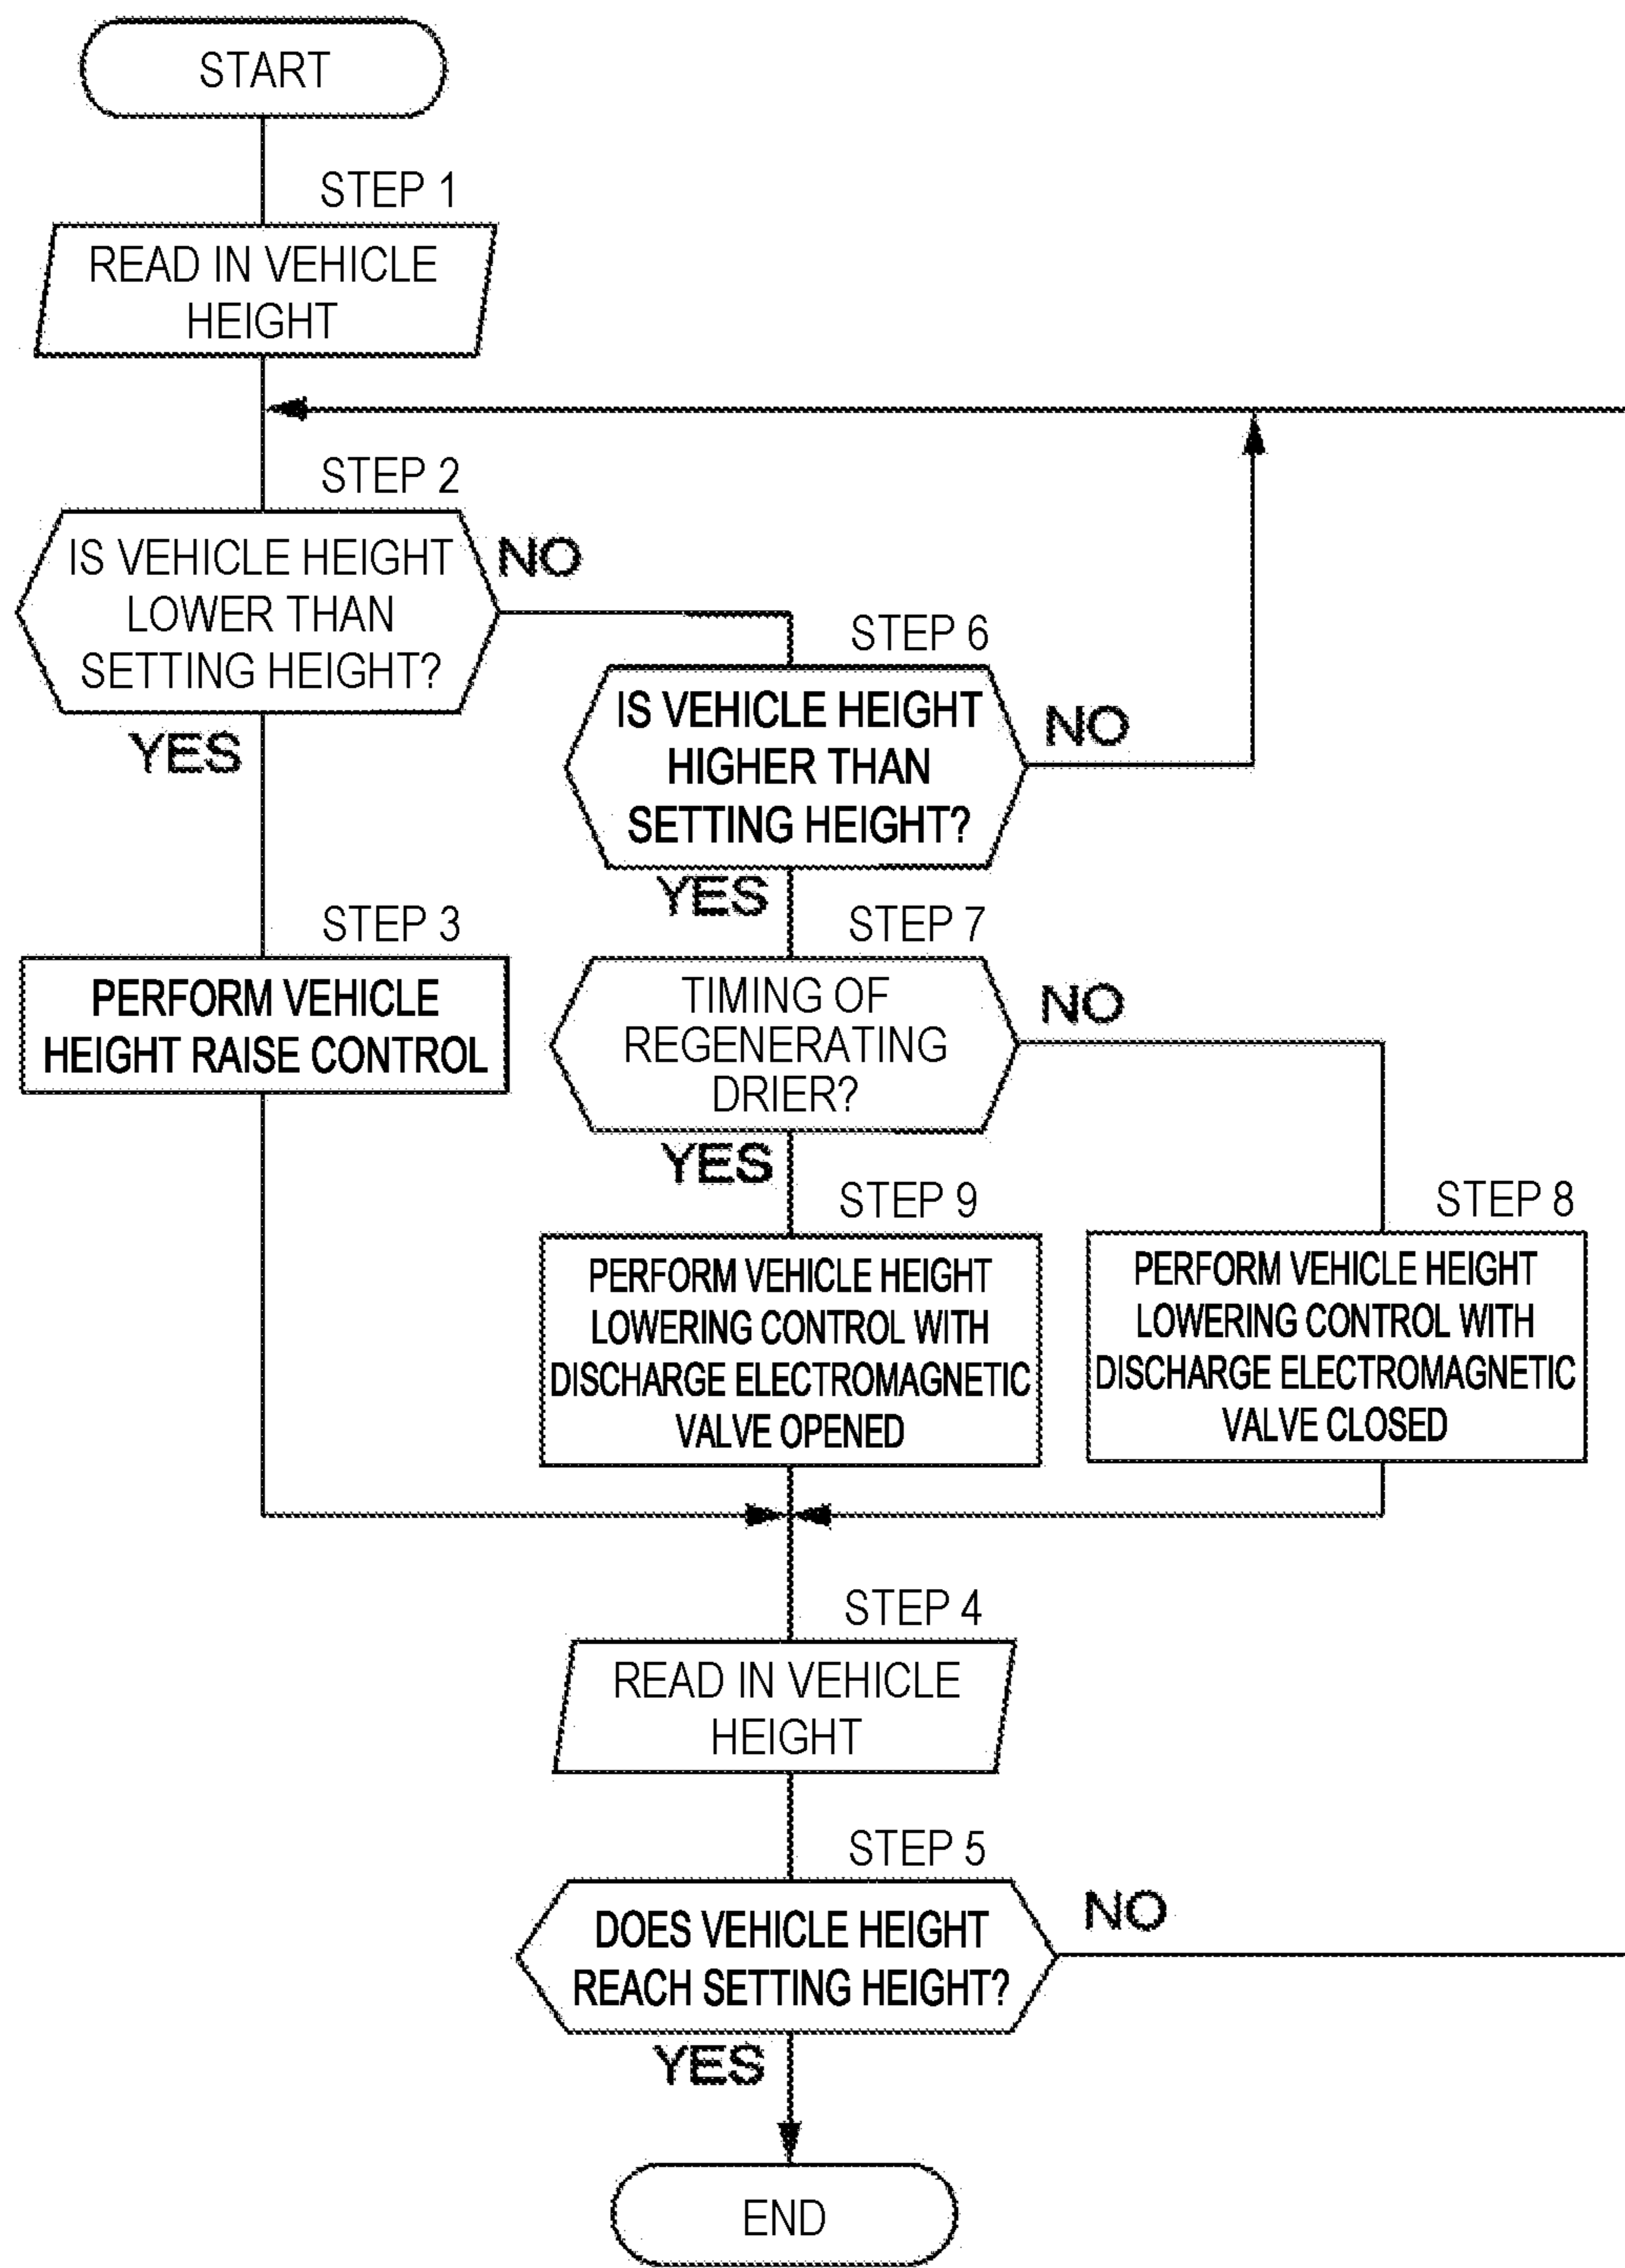 START
STEP 1
READ IN VEHICLE
HEIGHT
STEP 2
IS VEHICLE HEIGHT
LOWER THAN
SETTING HEIGHT?
NO
YES
STEP 6
IS VEHICLE HEIGHT
HIGHER THAN
SETTING HEIGHT?
NO
YES
STEP 3
PERFORM VEHICLE
HEIGHT RAISE CONTROL
STEP 7
TIMING OF
REGENERATING
DRIER?
NO
YES
STEP 9
PERFORM VEHICLE HEIGHT
LOWERING CONTROL WITH
DISCHARGE ELECTROMAGNETIC
VALVE OPENED
STEP 8
PERFORM VEHICLE HEIGHT
LOWERING CONTROL WITH
DISCHARGE ELECTROMAGNETIC
VALVE CLOSED
STEP 4
READ IN VEHICLE
HEIGHT
STEP 5
DOES VEHICLE HEIGHT
REACH SETTING HEIGHT?
NO
YES
END